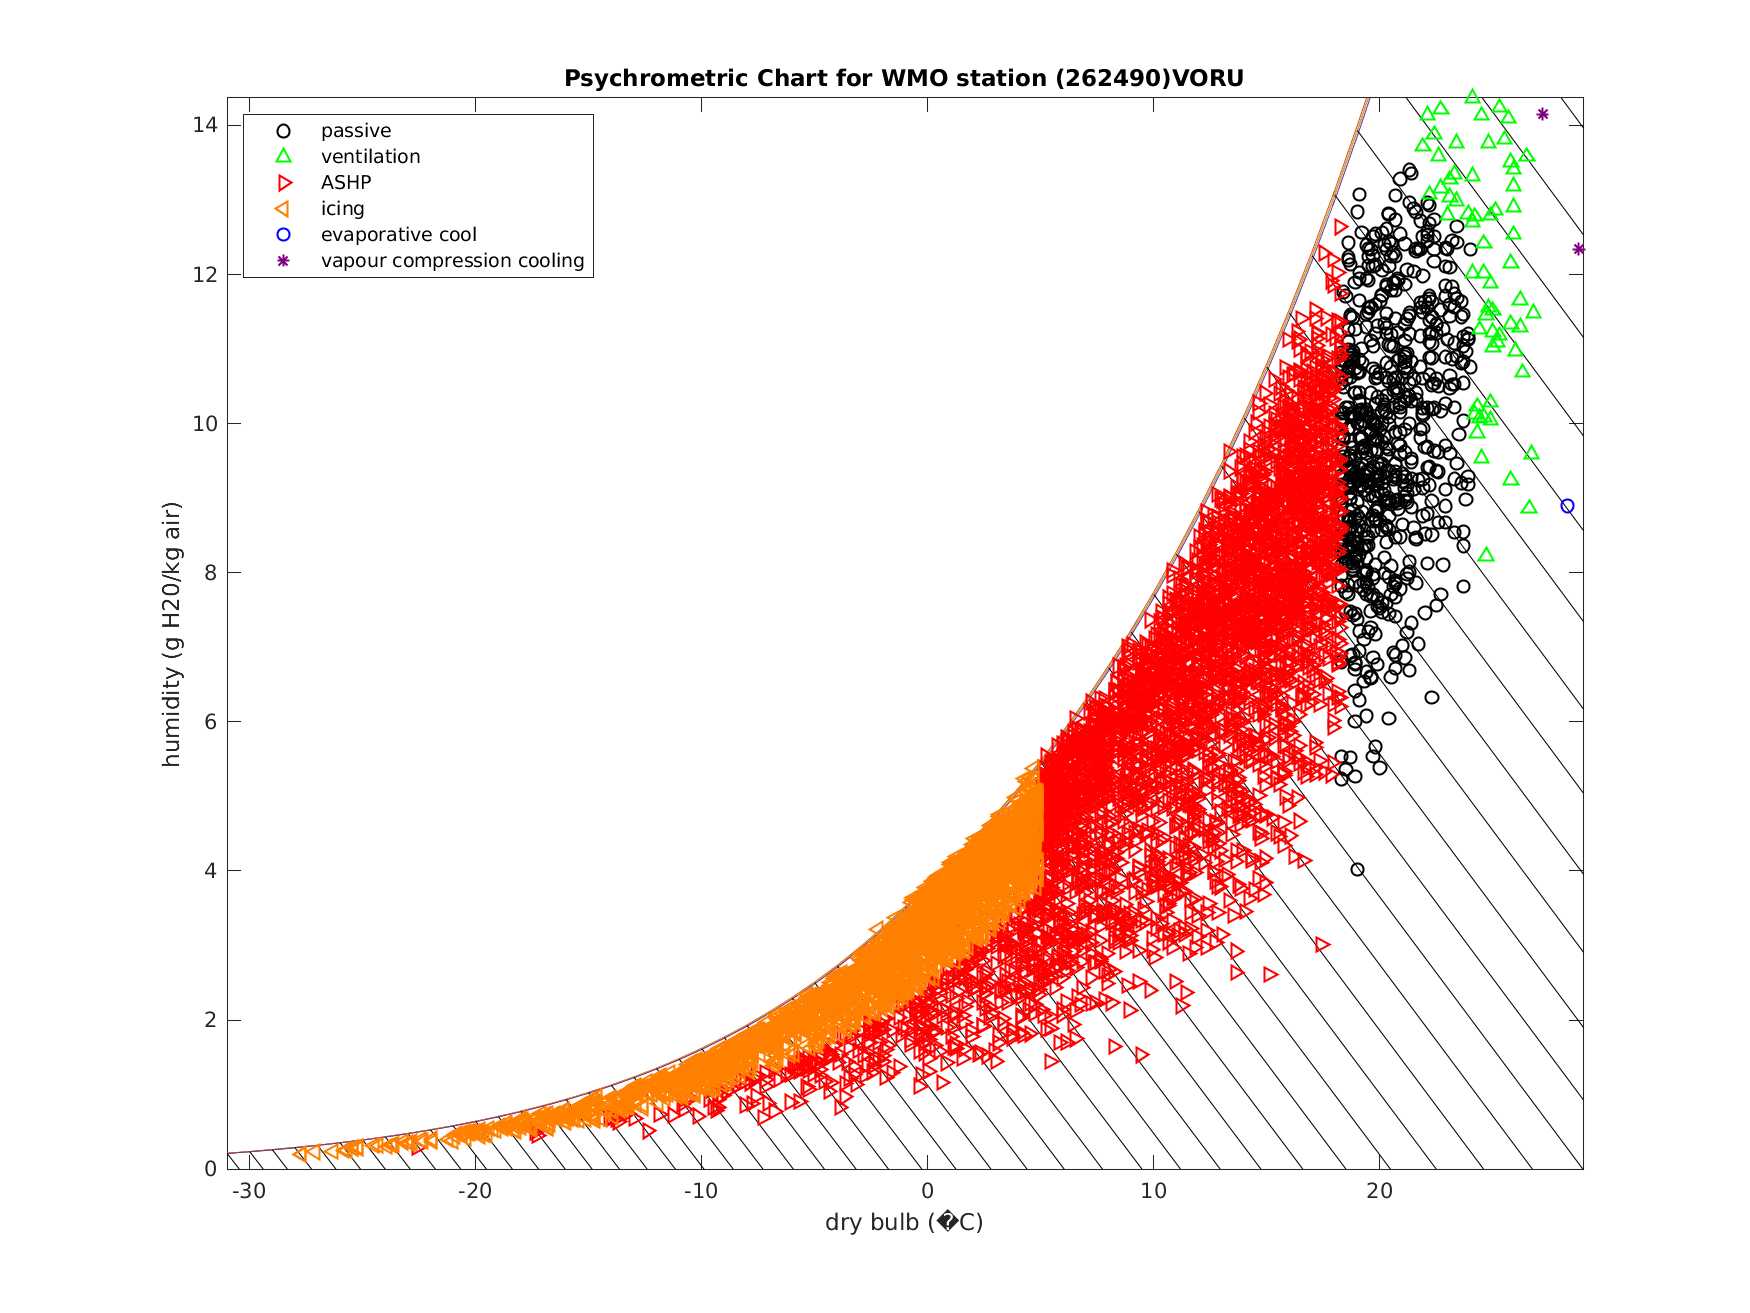 Psychrometric Chart for WMO station (262490)VORU
passive
ventilation
ASHP
icing
evaporative cool
vapour compression cooling
humidity (g H20/kg air)
14
12
10
8
6
4
2
0
-30 -20 -10 0 10 20
dry bulb (�C)